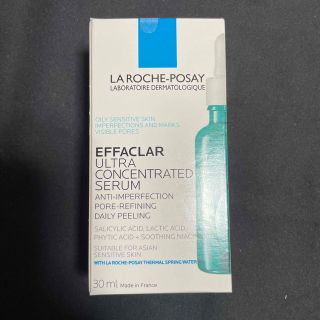 LA ROCHE-POSAY
LABORATOIRE DERMATOLOGIQUE
OILY SENSITIVE SKIN
IMPERFECTIONS AND MARKS
VISIBLE PORES
EFFACLAR
ULTRA
CONCENTRATED
SERUM
ANTI-IMPERFECTION
PORE-REFINING
DAILY PEELING
SALICYLIC ACID, LACTIC ACID,
PHYTIC ACID + SOOTHING
SUITABLE FOR ASIAN
SENSITIVE SKIN
WITH LA ROCHE-POSAY THERMAL SPRING WATER
30 ml Made in France